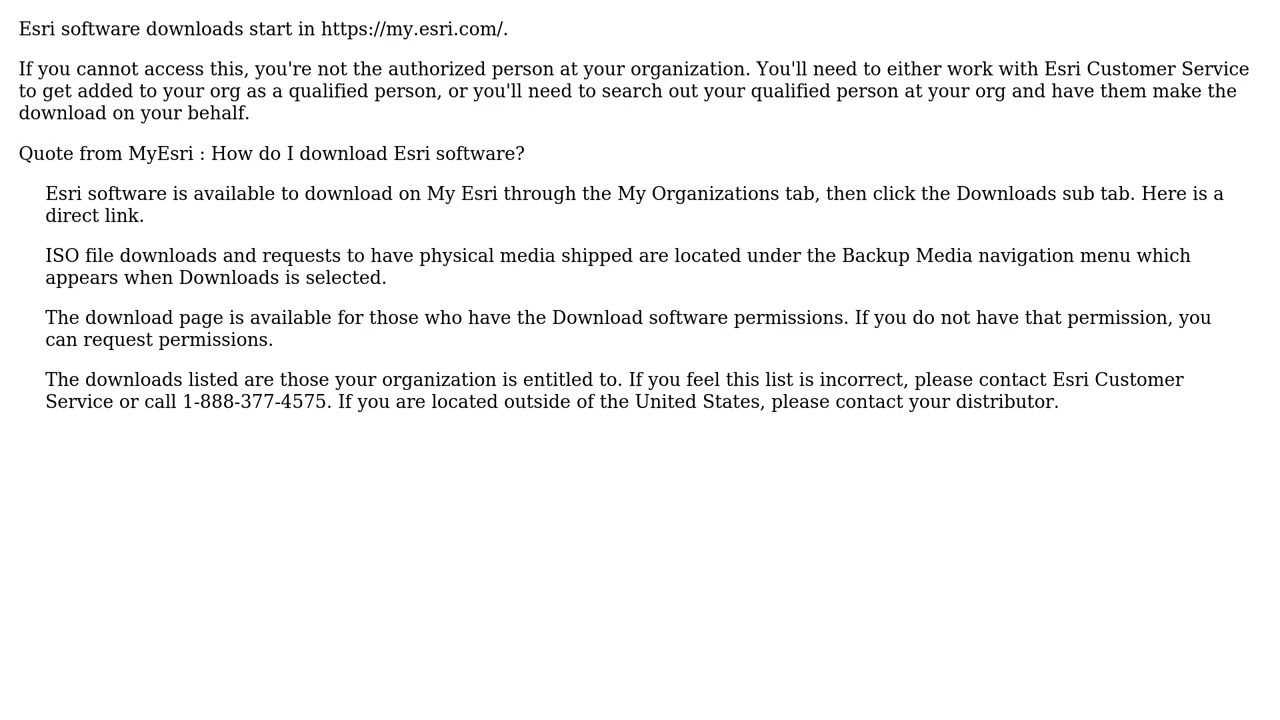 Esri software downloads start in https://my.esri.com/.
If you cannot access this, you're not the authorized person at your organization. You'll need to either work with Esri Customer Service
to get added to your org as a qualified person, or you'll need to search out your qualified person at your org and have them make the
download on your behalf.
Quote from MyEsri : How do I download Esri software?
Esri software is available to download on My Esri through the My Organizations tab, then click the Downloads sub tab. Here is a
direct link.
ISO file downloads and requests to have physical media shipped are located under the Backup Media navigation menu which
appears when Downloads is selected.
The download page is available for those who have the Download software permissions. If you do not have that permission, you
can request permissions.
The downloads listed are those your organization is entitled to. If you feel this list is incorrect, please contact Esri Customer
Service or call 1-888-377-4575. If you are located outside of the United States, please contact your distributor.